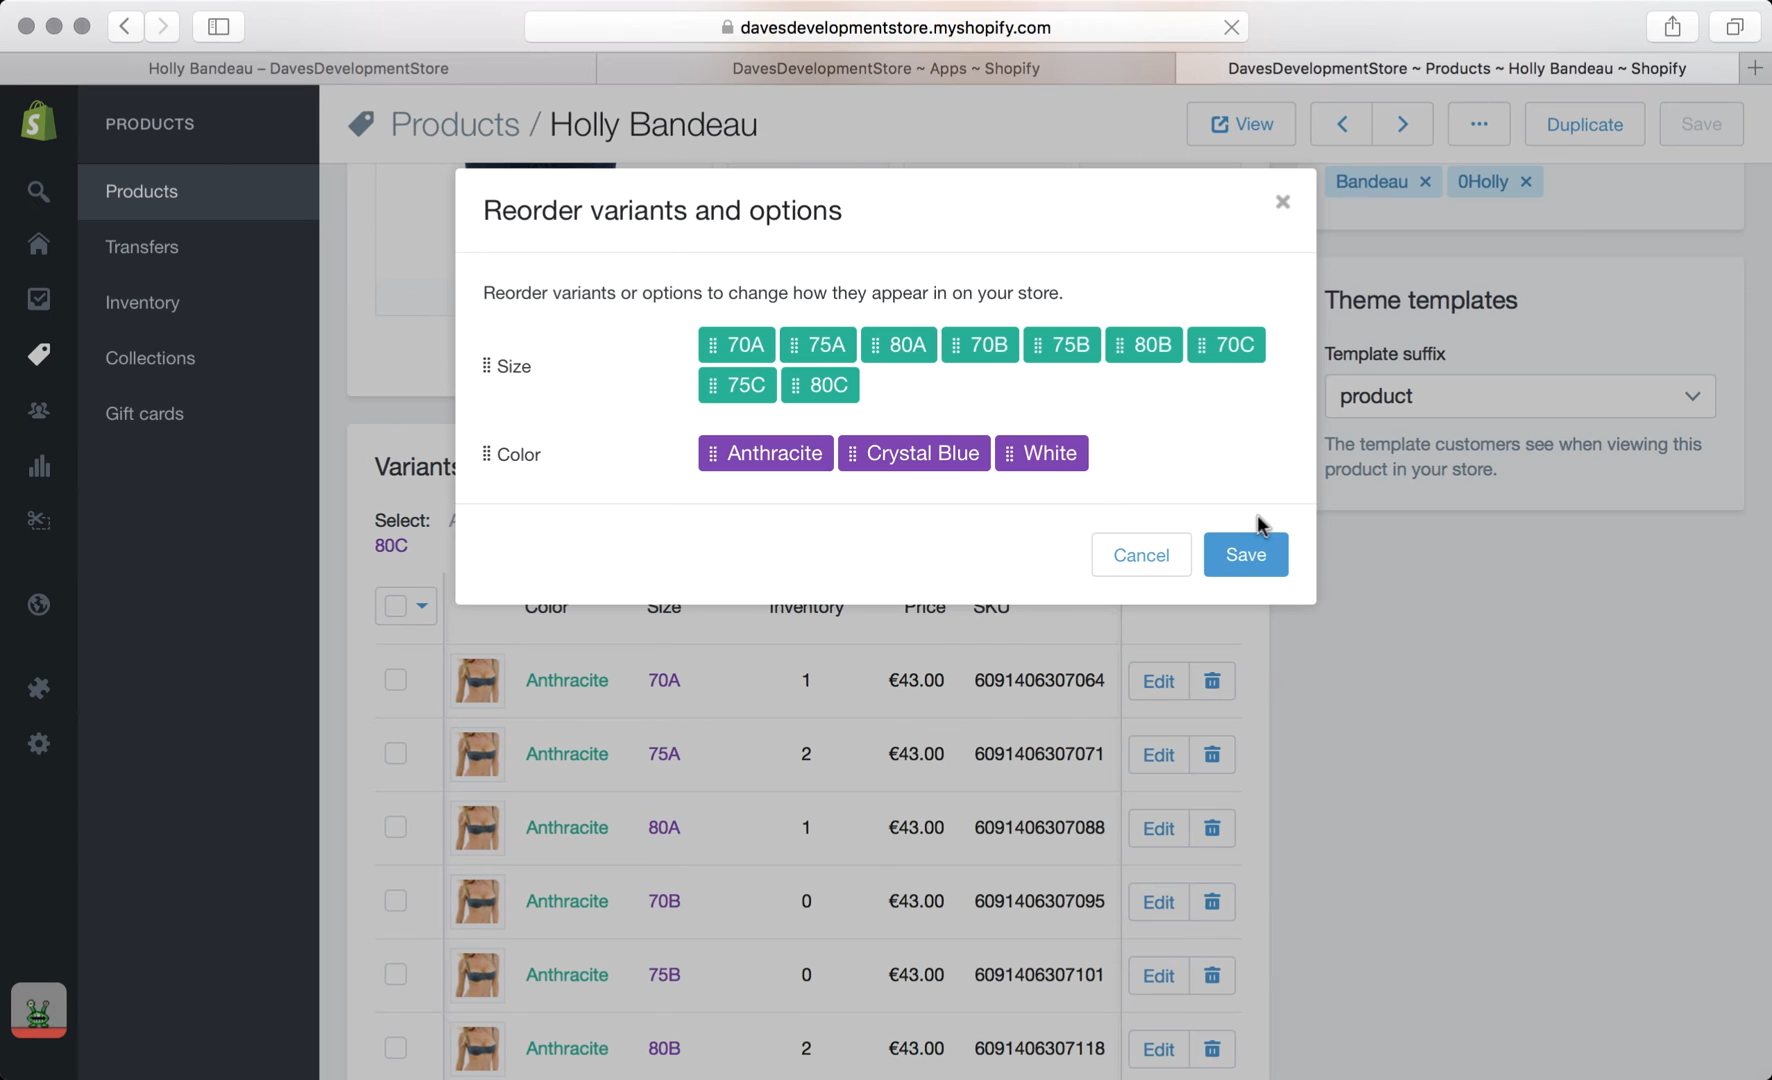 davesdevelopmentstore.myshopify.com
Holly Bandeau – DavesDevelopmentStore
DavesDevelopmentStore ~ Apps ~ Shopify
DavesDevelopmentStore ~ Products ~ Holly Bandeau ~ Shopify
PRODUCTS
Products / Holly Bandeau
View
Duplicate
Save
Products
Transfers
Inventory
Collections
Gift cards
Bandeau
0Holly
Reorder variants and options
Reorder variants or options to change how they appear in on your store.
Size
70A 75A 80A 70B 75B 80B 70C
75C 80C
Color
Anthracite Crystal Blue White
Cancel
Save
Theme templates
Template suffix
product
The template customers see when viewing this
product in your store.
Variants
Select:
80C
Color Size Inventory Price SKU
Anthracite 70A 1 €43.00 6091406307064 Edit
Anthracite 75A 2 €43.00 6091406307071 Edit
Anthracite 80A 1 €43.00 6091406307088 Edit
Anthracite 70B 0 €43.00 6091406307095 Edit
Anthracite 75B 0 €43.00 6091406307101 Edit
Anthracite 80B 2 €43.00 6091406307118 Edit